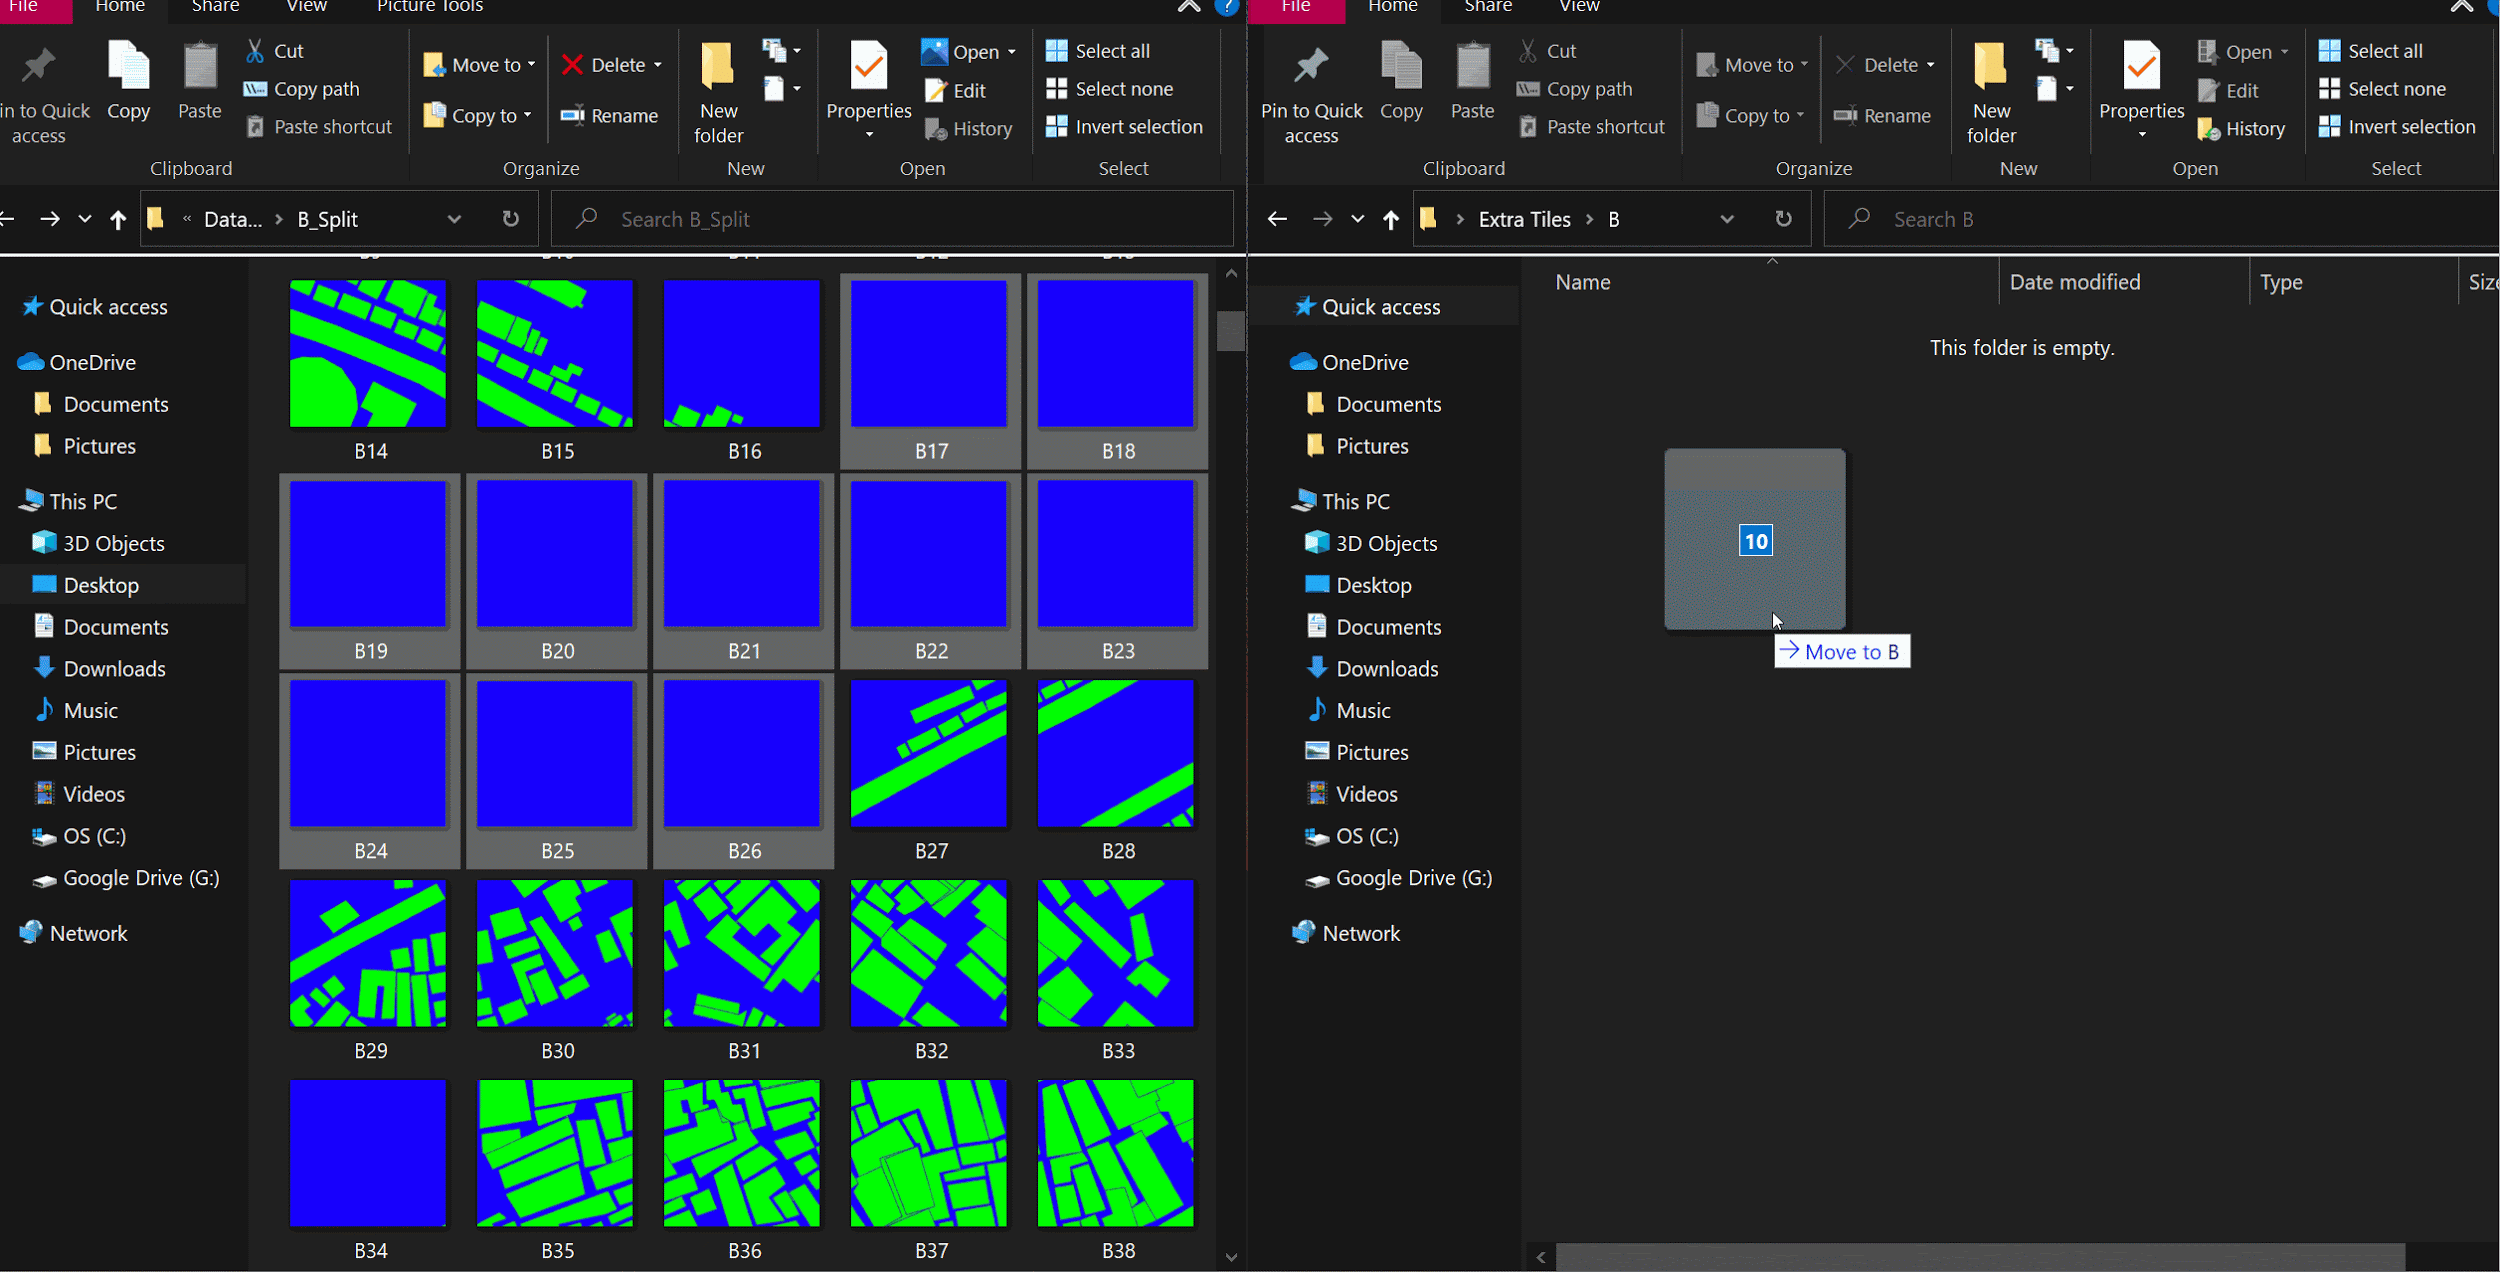 File Home Share View Picture Tools
in to Quick access
Copy
Paste
Cut
Copy path
Paste shortcut
Clipboard
Move to
Copy to
Delete
Rename
Organize
New folder
New
Properties
Open
Edit
History
Open
Select all
Select none
Invert selection
Select
« Data... > B_Split
Search B_Split
Quick access
OneDrive
Documents
Pictures
This PC
3D Objects
Desktop
Documents
Downloads
Music
Pictures
Videos
OS (C:)
Google Drive (G:)
Network
B14 B15 B16 B17 B18
B19 B20 B21 B22 B23
B24 B25 B26 B27 B28
B29 B30 B31 B32 B33
B34 B35 B36 B37 B38
File Home Share View
Pin to Quick access
Copy
Paste
Cut
Copy path
Paste shortcut
Clipboard
Move to
Copy to
Delete
Rename
Organize
New folder
New
Properties
Open
Edit
History
Open
Select all
Select none
Invert selection
Select
> Extra Tiles > B
Search B
Quick access
OneDrive
Documents
Pictures
This PC
3D Objects
Desktop
Documents
Downloads
Music
Pictures
Videos
OS (C:)
Google Drive (G:)
Network
Name Date modified Type
This folder is empty.
10
Move to B